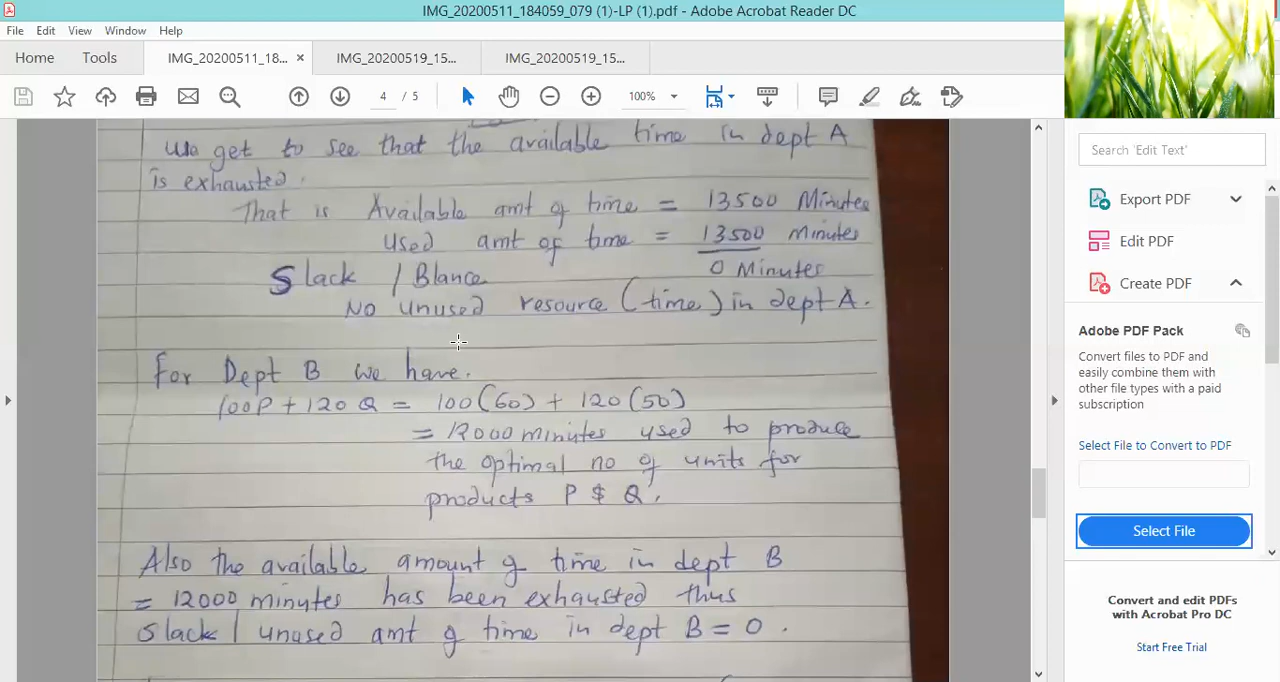 IMG_20200511_184059_079 (1)-LP (1).pdf - Adobe Acrobat Reader DC
File Edit View Window Help
Home Tools IMG_20200511_18... × IMG_20200519_15... IMG_20200519_15...
4 / 5 100%
We get to see that the available time in dept A
is exhausted.
That is Available amt of time = 13500 Minutes
used amt of time = 13500 minutes
Slack / Blance 0 Minutes
No unused resource (time) in dept A.
For Dept B we have.
100P + 120Q = 100(60) + 120(50)
= 12000 minutes used to produce
the optimal no of units for
products P $ Q.
Also the available amount of time in dept B
= 12000 minutes has been exhausted thus
Slack / unused amt of time in dept B = 0.
Search 'Edit Text'
Export PDF
Edit PDF
Create PDF
Adobe PDF Pack
Convert files to PDF and
easily combine them with
other file types with a paid
subscription
Select File to Convert to PDF
Select File
Convert and edit PDFs
with Acrobat Pro DC
Start Free Trial